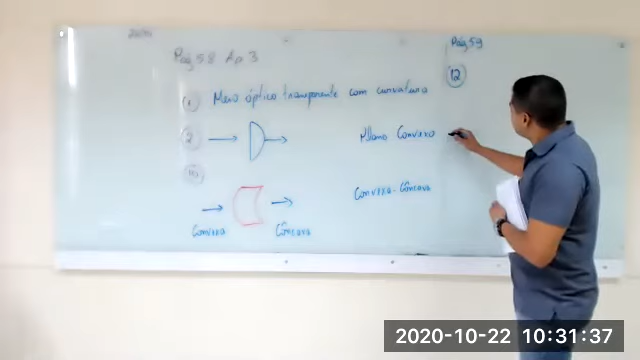 Pág 58 Ap 3
Pág 59
1 Meio óptico transparente com curvatura
12
2 Plano Convexo
Convexa-Côncava
Convexa Côncava
2020-10-22 10:31:37